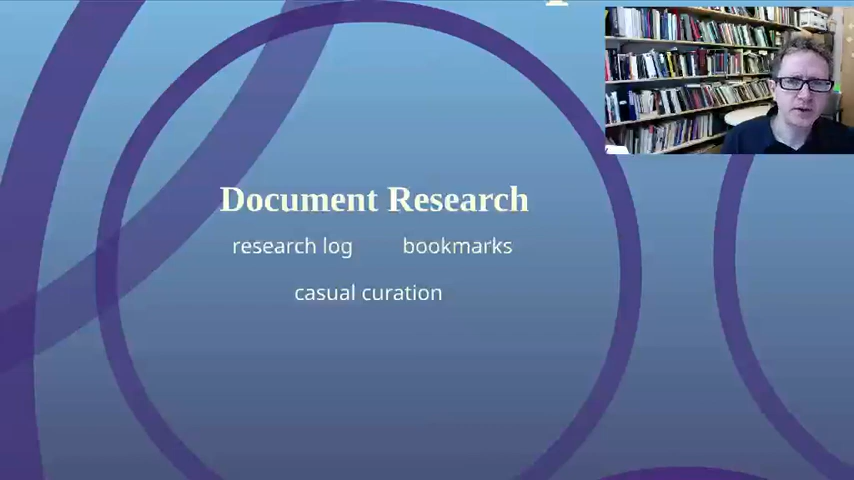 Document Research
research log bookmarks
casual curation